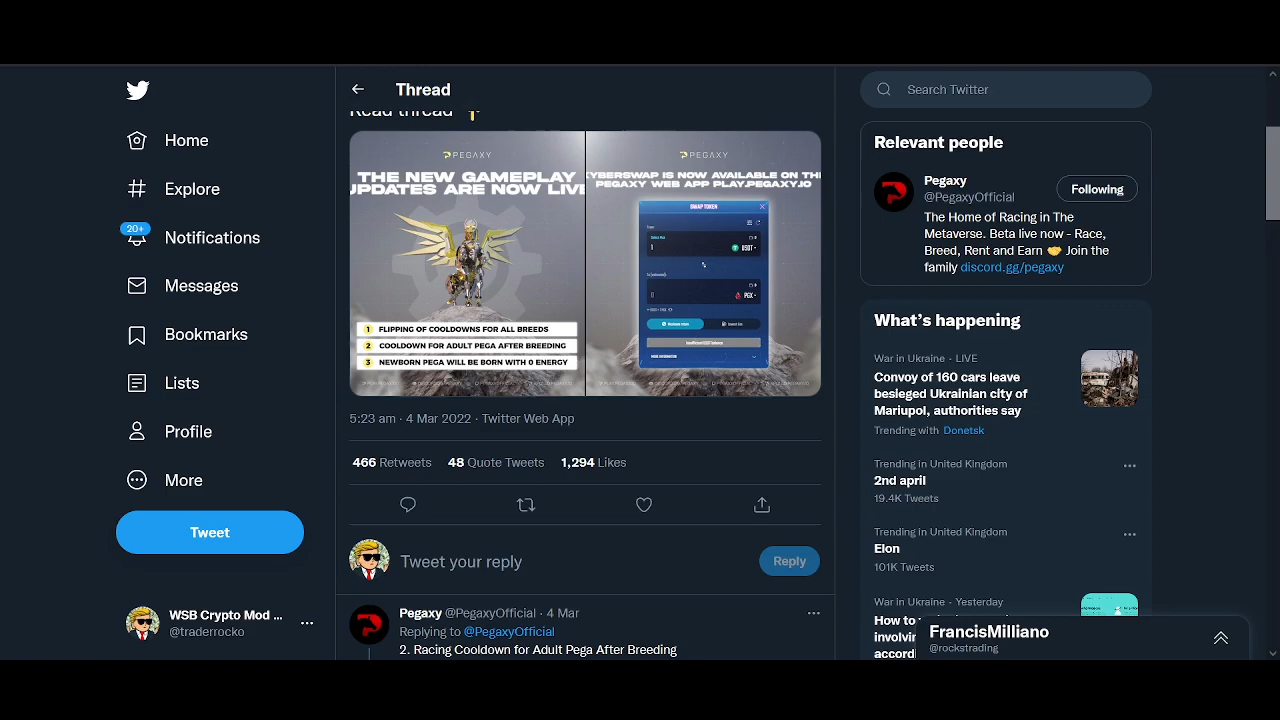 Home
Explore
20+
Notifications
Messages
Bookmarks
Lists
Profile
More
Tweet
WSB Crypto Mod ...
@traderrocko
Thread
Read thread
PEGAXY
THE NEW GAMEPLAY
UPDATES ARE NOW LIVE
1 FLIPPING OF COOLDOWNS FOR ALL BREEDS
2 COOLDOWN FOR ADULT PEGA AFTER BREEDING
3 NEWBORN PEGA WILL BE BORN WITH 0 ENERGY
PEGAXY
CYBERSWAP IS NOW AVAILABLE ON THE
PEGAXY WEB APP PLAY.PEGAXY.IO
SWAP TOKEN
USDT
PGX
5:23 am · 4 Mar 2022 · Twitter Web App
466 Retweets 48 Quote Tweets 1,294 Likes
Tweet your reply
Reply
Pegaxy @PegaxyOfficial · 4 Mar
Replying to @PegaxyOfficial
2. Racing Cooldown for Adult Pega After Breeding
Search Twitter
Relevant people
Pegaxy
@PegaxyOfficial
Following
The Home of Racing in The
Metaverse. Beta live now - Race,
Breed, Rent and Earn 🤝 Join the
family discord.gg/pegaxy
What's happening
War in Ukraine · LIVE
Convoy of 160 cars leave
besieged Ukrainian city of
Mariupol, authorities say
Trending with Donetsk
Trending in United Kingdom
2nd april
19.4K Tweets
Trending in United Kingdom
Elon
101K Tweets
War in Ukraine · Yesterday
How to
involvin
accordi
FrancisMilliano
@rockstrading